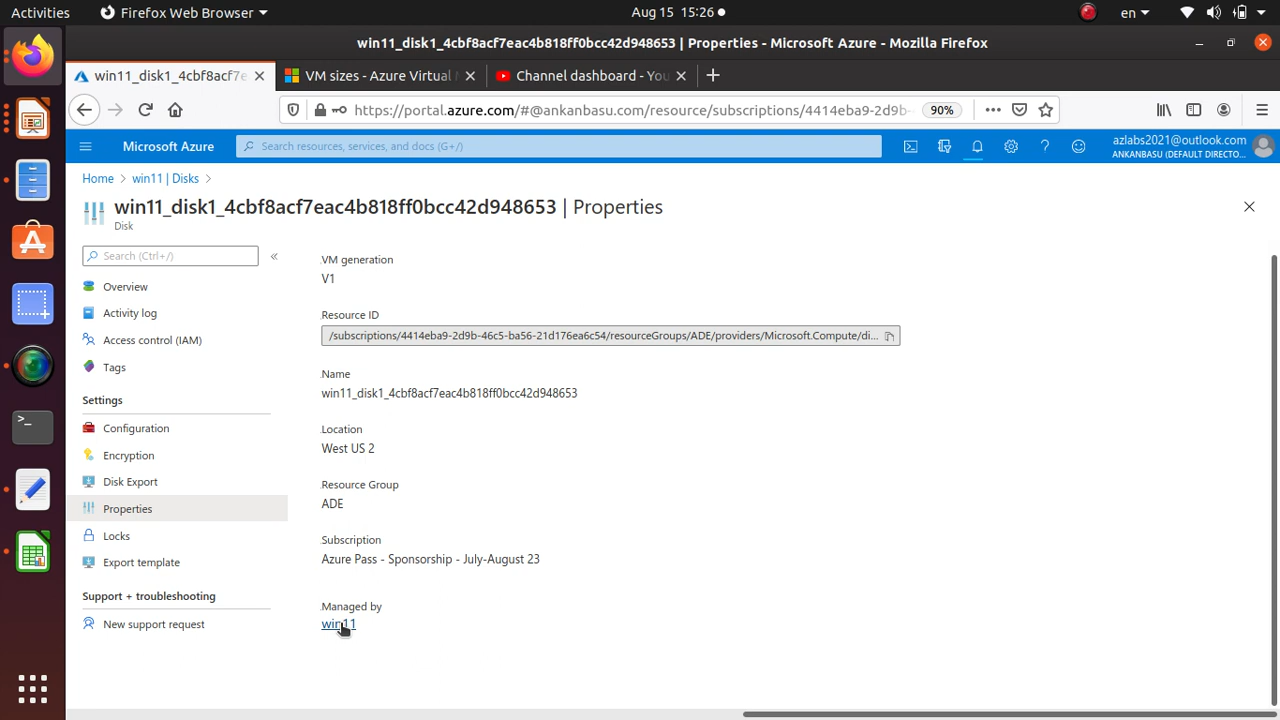 Activities Firefox Web Browser Aug 15 15:26 en
win11_disk1_4cbf8acf7eac4b818ff0bcc42d948653 | Properties - Microsoft Azure - Mozilla Firefox
win11_disk1_4cbf8acf7e VM sizes - Azure Virtual Channel dashboard - You
https://portal.azure.com/#@ankanbasu.com/resource/subscriptions/4414eba9-2d9b- 90%
Microsoft Azure Search resources, services, and docs (G+/) azlabs2021@outlook.com
ANKANBASU (DEFAULT DIRECTO...
Home > win11 | Disks >
win11_disk1_4cbf8acf7eac4b818ff0bcc42d948653 | Properties
Disk
Search (Ctrl+/) «
Overview
Activity log
Access control (IAM)
Tags
Settings
Configuration
Encryption
Disk Export
Properties
Locks
Export template
Support + troubleshooting
New support request
VM generation
V1
Resource ID
/subscriptions/4414eba9-2d9b-46c5-ba56-21d176ea6c54/resourceGroups/ADE/providers/Microsoft.Compute/di...
Name
win11_disk1_4cbf8acf7eac4b818ff0bcc42d948653
Location
West US 2
Resource Group
ADE
Subscription
Azure Pass - Sponsorship - July-August 23
Managed by
win11